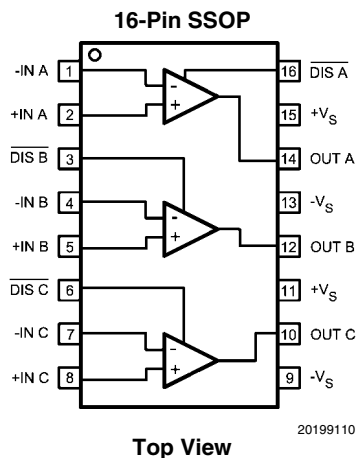 16-Pin SSOP
-IN A 1
+IN A 2
DIS B 3
-IN B 4
+IN B 5
DIS C 6
-IN C 7
+IN C 8
16 DIS A
15 +VS
14 OUT A
13 -VS
12 OUT B
11 +VS
10 OUT C
9 -VS
- +
- +
- +
20199110
Top View